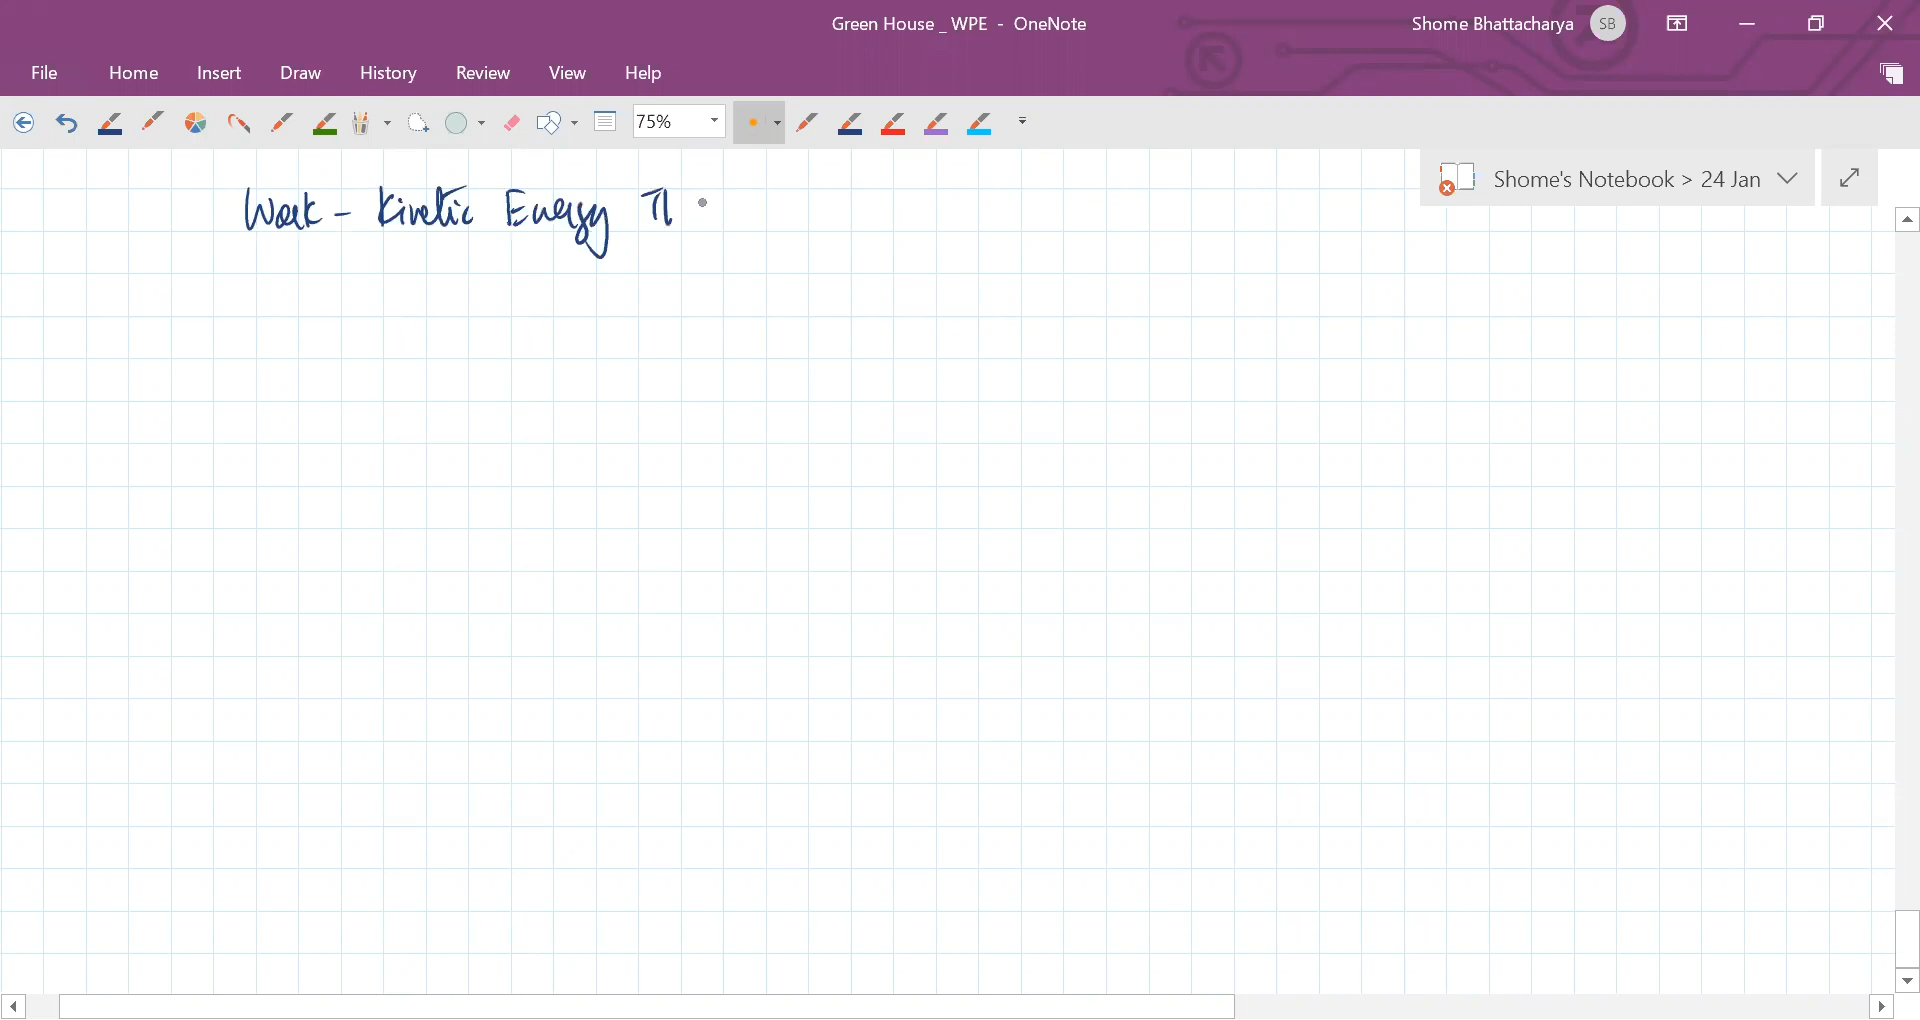 Green House _ WPE - OneNote
Shome Bhattacharya SB
File Home Insert Draw History Review View Help
75%
Shome's Notebook > 24 Jan
Work - Kinetic Energy Th